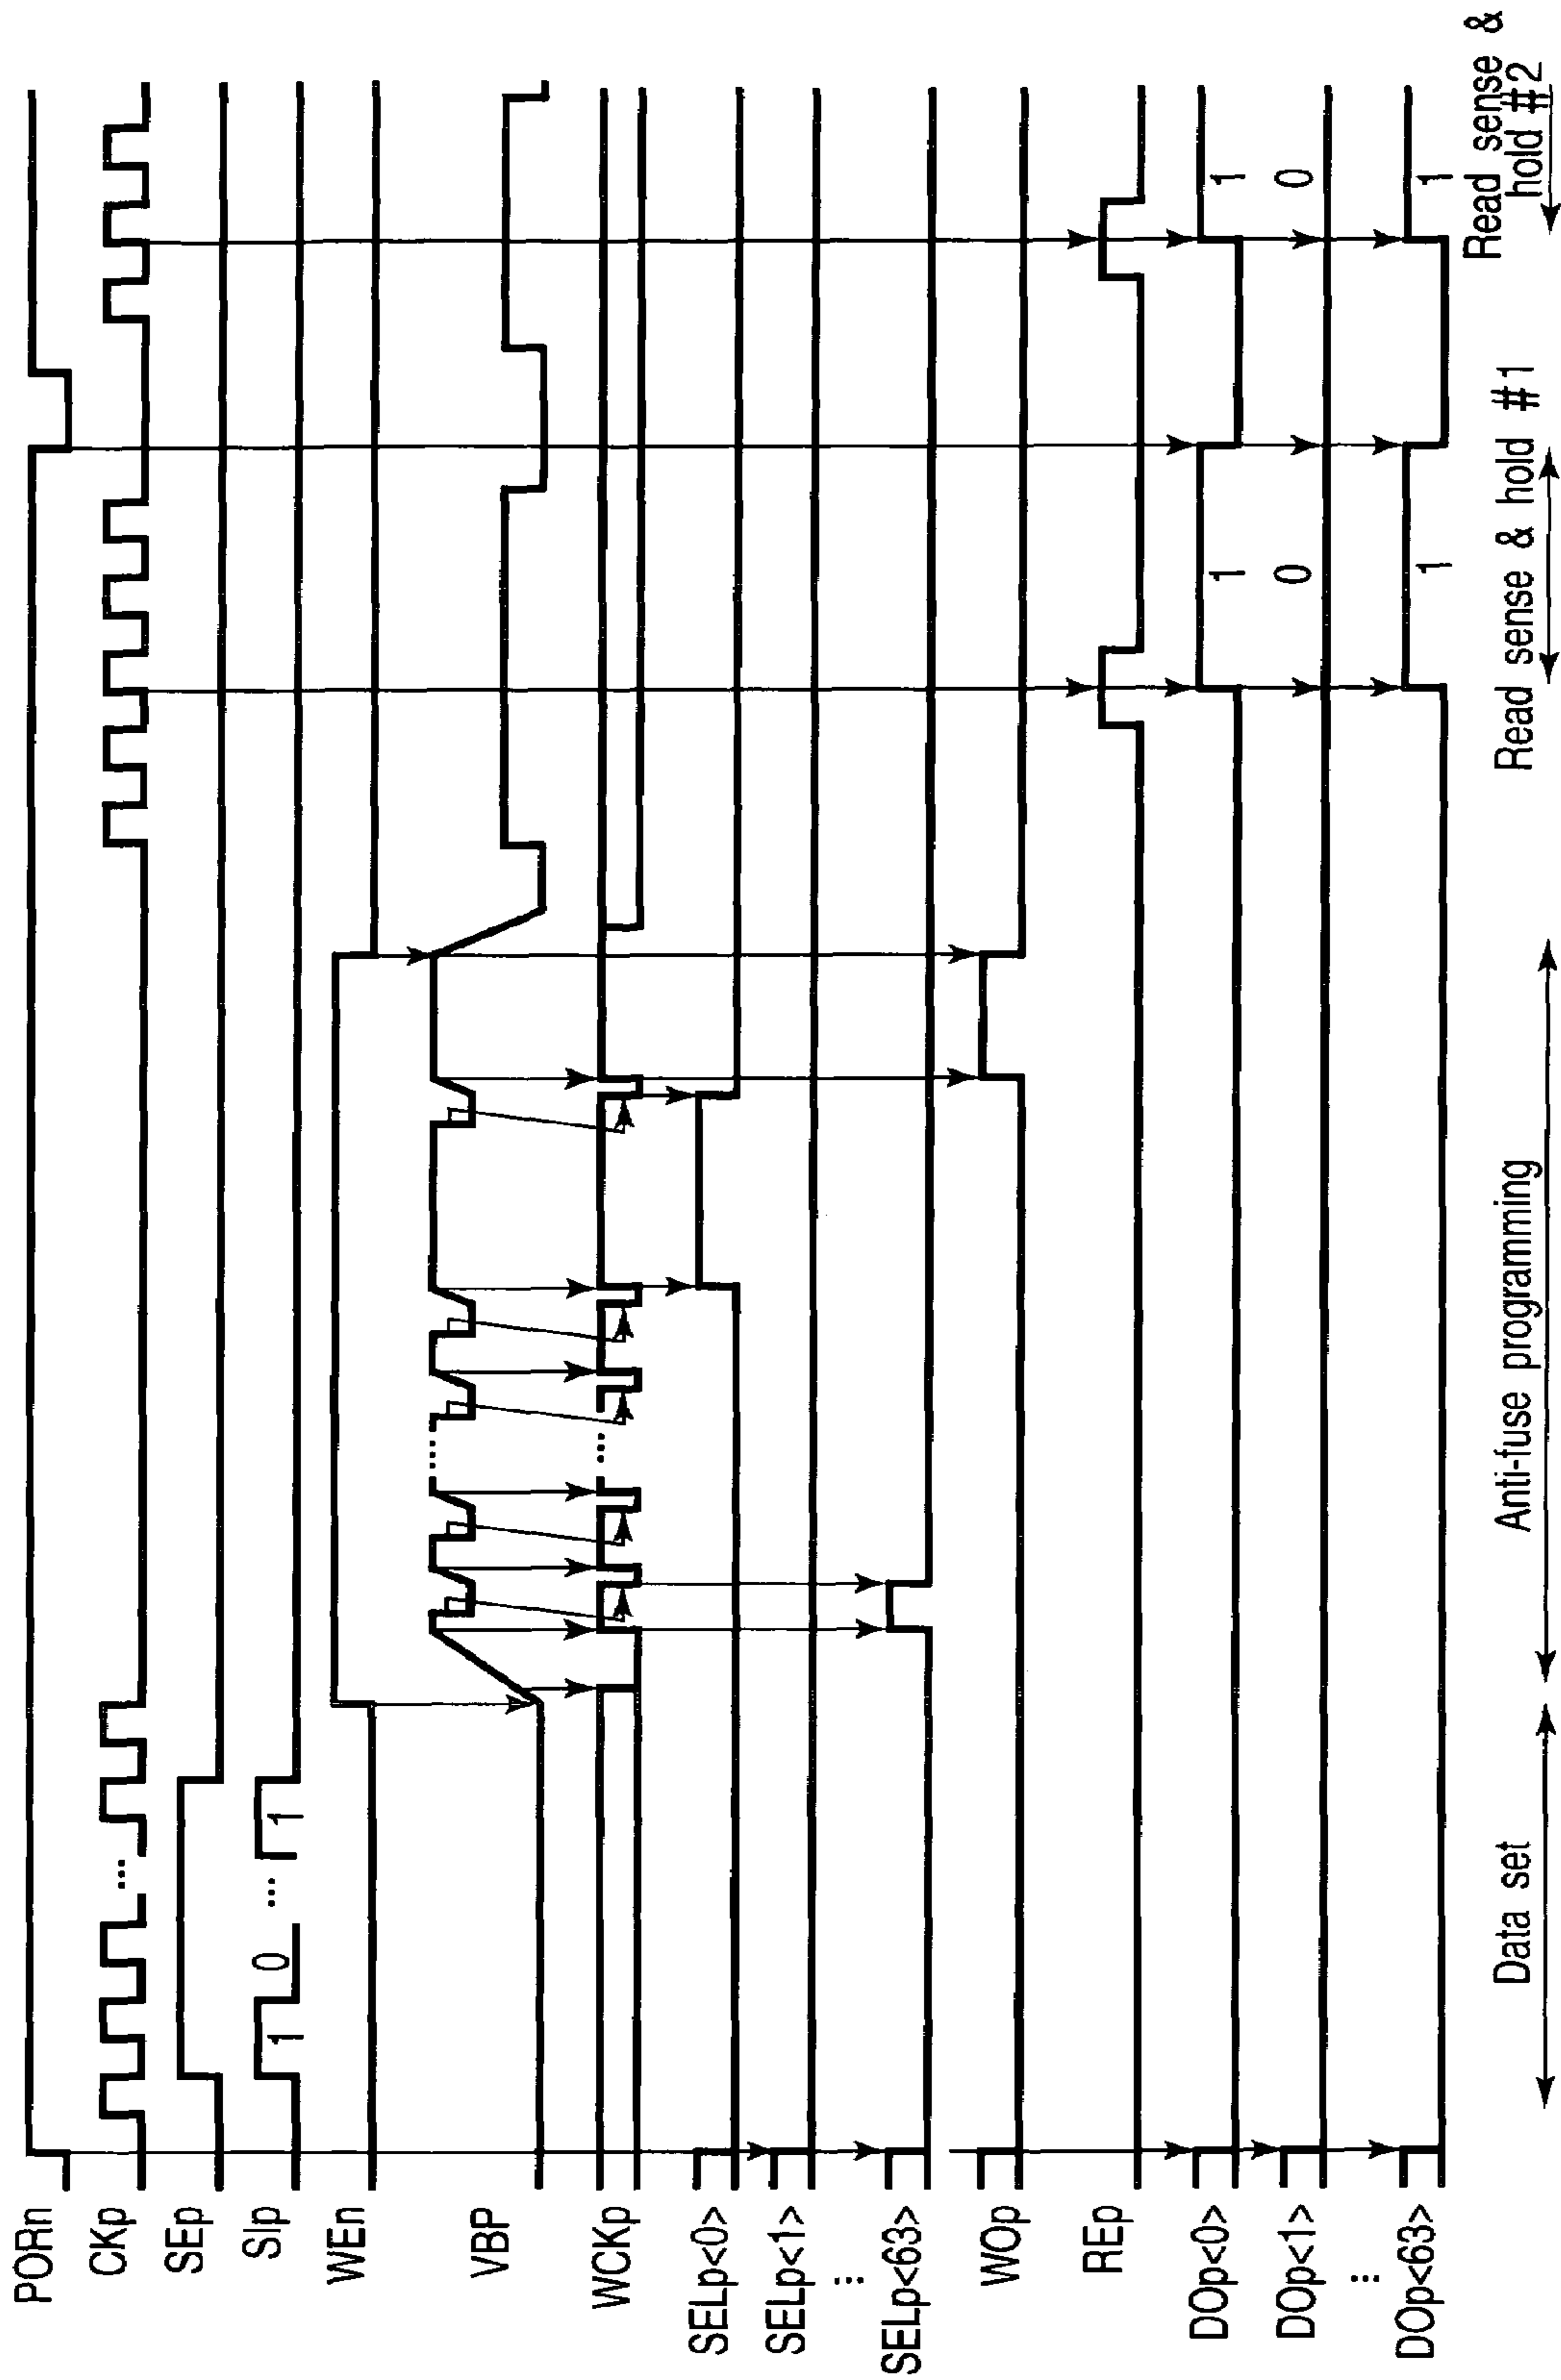 PORn
CKp
SEp
SIp
1 0 ... 1
WEn
VBP
WCKp
SELp<0>
SELp<1>
SELp<63>
WOp
REp
DOp<0>
1 1
DOp<1>
0 0
DOp<63>
1 1
Data set
Anti-fuse programming
Read sense & hold #1
Read sense &
hold #2